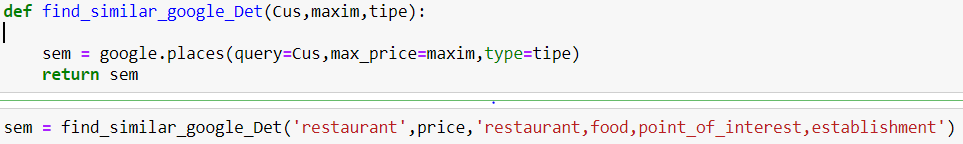 def find_similar_google_Det(Cus,maxim,tipe):
sem = google.places(query=Cus,max_price=maxim,type=tipe)
return sem
sem = find_similar_google_Det('restaurant',price,'restaurant,food,point_of_interest,establishment')